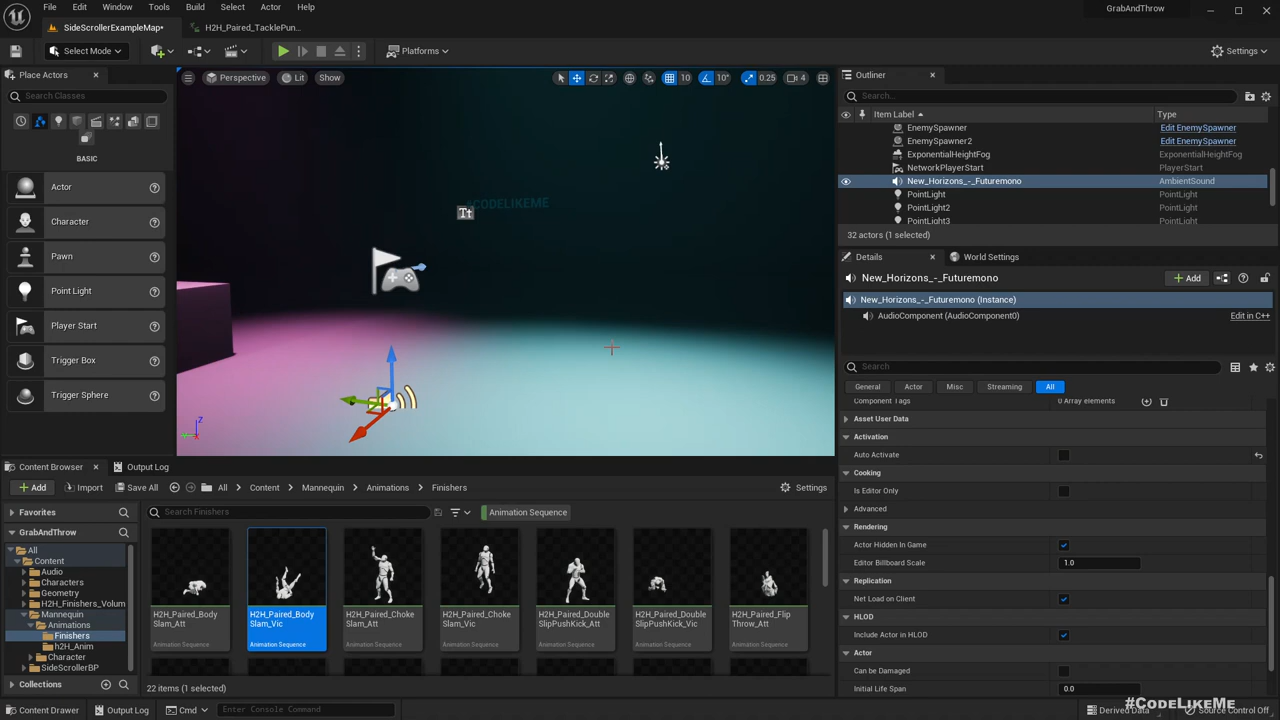 File Edit Window Tools Build Select Actor Help
GrabAndThrow
SideScrollerExampleMap•
H2H_Paired_TacklePun...
Select Mode
Platforms
Settings
Place Actors
Search Classes
BASIC
Actor
Character
Pawn
Point Light
Player Start
Trigger Box
Trigger Sphere
Perspective
Lit
Show
10
10°
0.25
4
#CODELIKEME
Tt
Z
Outliner
Search...
Item Label
Type
EnemySpawner Edit EnemySpawner
EnemySpawner2 Edit EnemySpawner
ExponentialHeightFog ExponentialHeightFog
NetworkPlayerStart PlayerStart
New_Horizons_-_Futuremono AmbientSound
PointLight PointLight
PointLight2 PointLight
PointLight3 PointLight
32 actors (1 selected)
Details
World Settings
New_Horizons_-_Futuremono
Add
New_Horizons_-_Futuremono (Instance)
AudioComponent (AudioComponent0)
Edit in C++
Search
General Actor Misc Streaming All
Component Tags 0 Array elements
Asset User Data
Activation
Auto Activate
Cooking
Is Editor Only
Advanced
Rendering
Actor Hidden In Game
Editor Billboard Scale 1.0
Replication
Net Load on Client
HLOD
Include Actor in HLOD
Actor
Can be Damaged
Initial Life Span 0.0
Content Browser
Output Log
Add
Import
Save All
All
Content
Mannequin
Animations
Finishers
Settings
Favorites
GrabAndThrow
All
Content
Audio
Characters
Geometry
H2H_Finishers_Volum
Mannequin
Animations
Finishers
h2H_Anim
Character
SideScrollerBP
Collections
Search Finishers
Animation Sequence
H2H_Paired_Body
Slam_Att
Animation Sequence
H2H_Paired_Body
Slam_Vic
Animation Sequence
H2H_Paired_Choke
Slam_Att
Animation Sequence
H2H_Paired_Choke
Slam_Vic
Animation Sequence
H2H_Paired_Double
SlipPushKick_Att
Animation Sequence
H2H_Paired_Double
SlipPushKick_Vic
Animation Sequence
H2H_Paired_Flip
Throw_Att
Animation Sequence
22 items (1 selected)
Content Drawer
Output Log
Cmd
Enter Console Command
Derived Data
Source Control Off
#CodeLikeMe